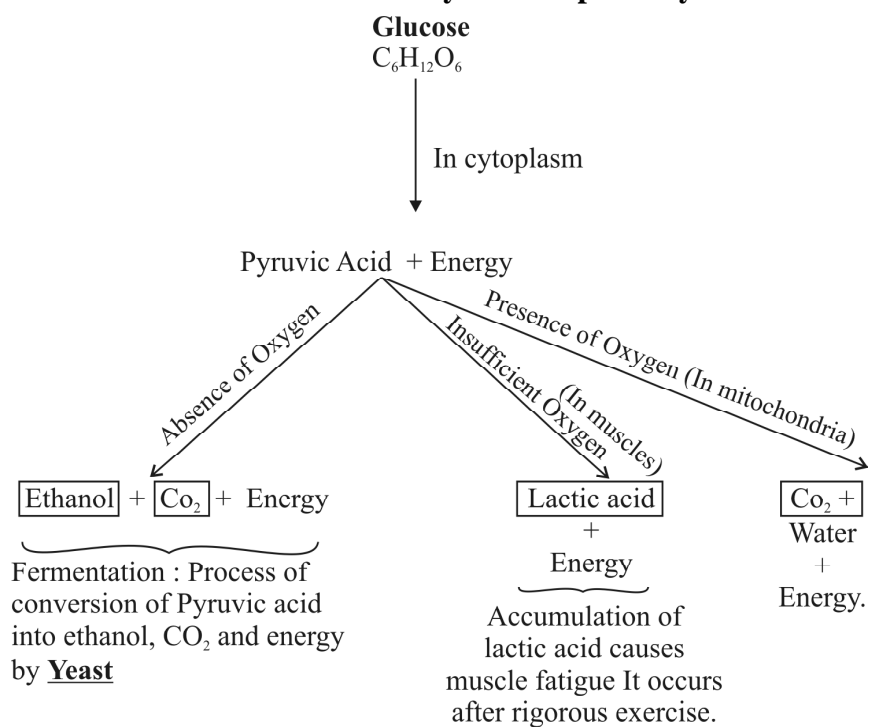 Glucose
C₆H₁₂O₆
In cytoplasm
Pyruvic Acid + Energy
Absence of Oxygen
Insufficient Oxygen
(In muscles)
Presence of Oxygen (In mitochondria)
Ethanol + Co₂ + Encrgy
Fermentation : Process of
conversion of Pyruvic acid
into ethanol, CO₂ and energy
by Yeast
Lactic acid
+
Energy
Accumulation of
lactic acid causes
muscle fatigue It occurs
after rigorous exercise.
Co₂ +
Water
+
Energy.